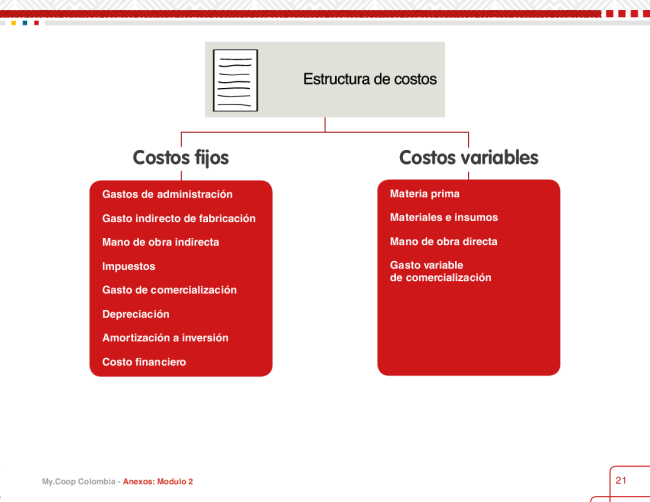 Estructura de costos
Costos fijos
Gastos de administración
Gasto indirecto de fabricación
Mano de obra indirecta
Impuestos
Gasto de comercialización
Depreciación
Amortización a inversión
Costo financiero
Costos variables
Materia prima
Materiales e insumos
Mano de obra directa
Gasto variable
de comercialización
My.Coop Colombia - Anexos: Modulo 2
21